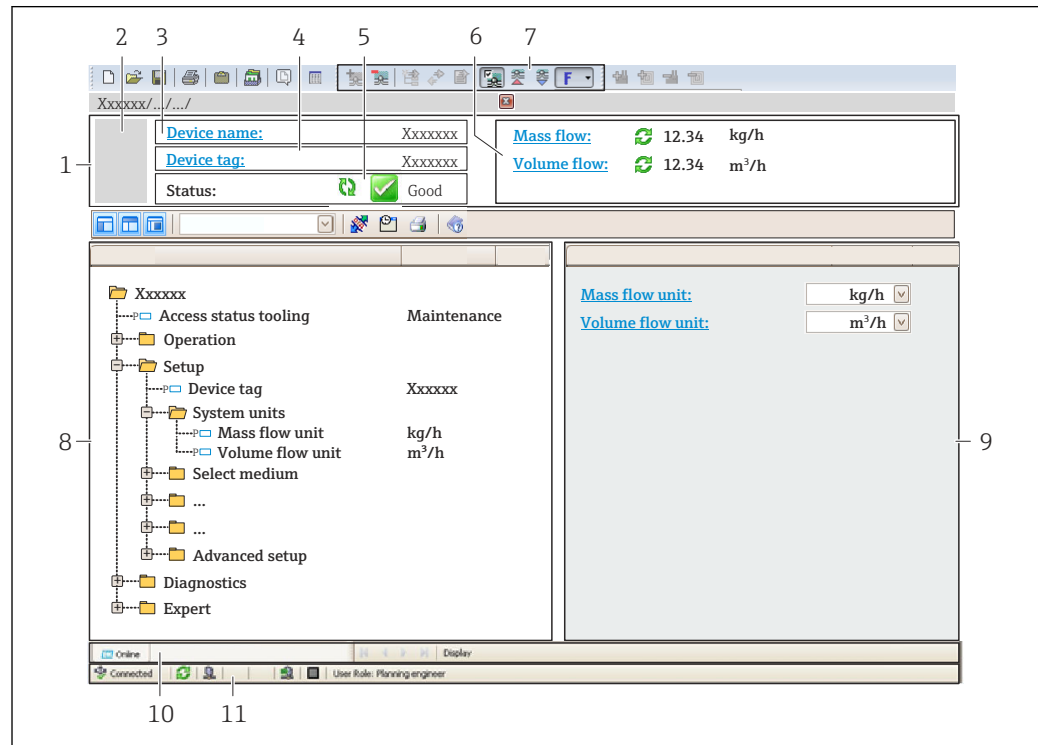 2 3 4 5 6 7
F
Xxxxxx/.../.../
1
Device name: Xxxxxxx
Device tag: Xxxxxxx
Status: Good
Mass flow: 12.34 kg/h
Volume flow: 12.34 m³/h
Xxxxxx
P Access status tooling Maintenance
Operation
Setup
P Device tag Xxxxxx
System units
P Mass flow unit kg/h
P Volume flow unit m³/h
Select medium
...
...
Advanced setup
Diagnostics
Expert
8
Mass flow unit: kg/h
Volume flow unit: m³/h
9
Online Display
Connected User Role: Planning engineer
10 11